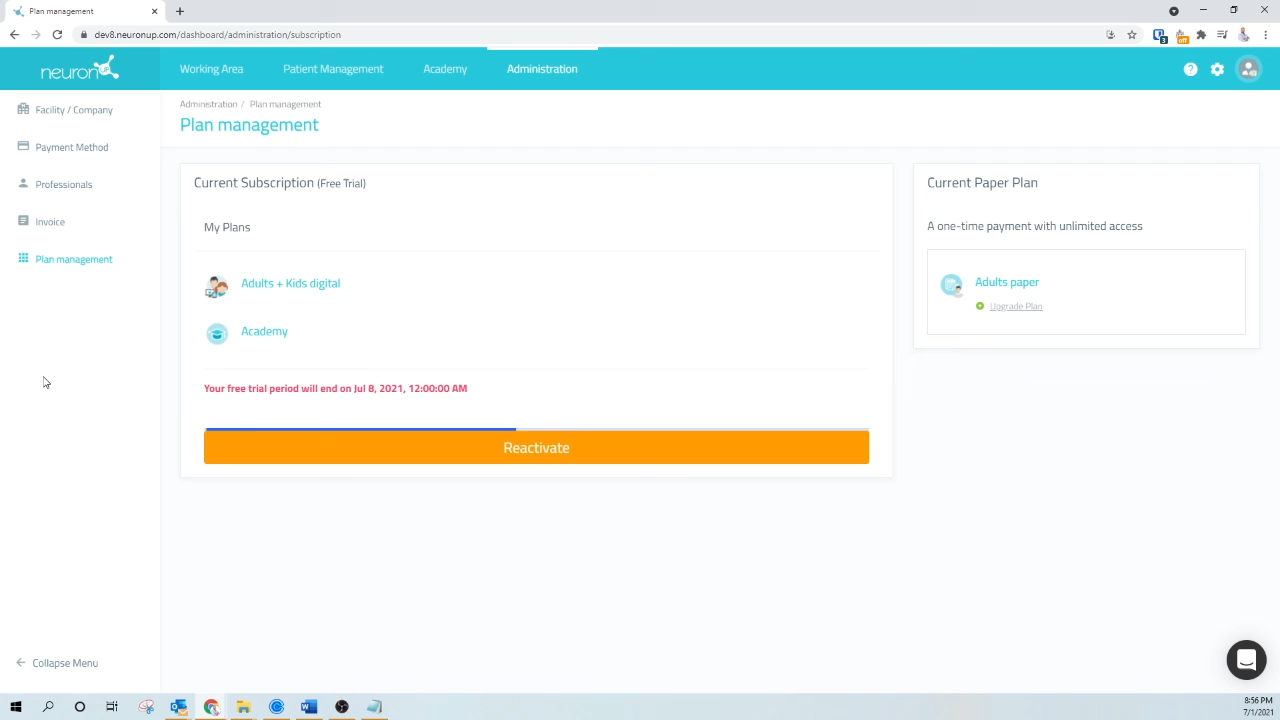 Plan management
dev8.neuronup.com/dashboard/administration/subscription
3
off
neuronUP
Working Area
Patient Management
Academy
Administration
Facility / Company
Payment Method
Professionals
Invoice
Plan management
Collapse Menu
Administration / Plan management
Plan management
Current Subscription (Free Trial)
My Plans
Adults + Kids digital
Academy
Your free trial period will end on Jul 8, 2021, 12:00:00 AM
Reactivate
Current Paper Plan
A one-time payment with unlimited access
Adults paper
Upgrade Plan
8:56 PM
7/1/2021